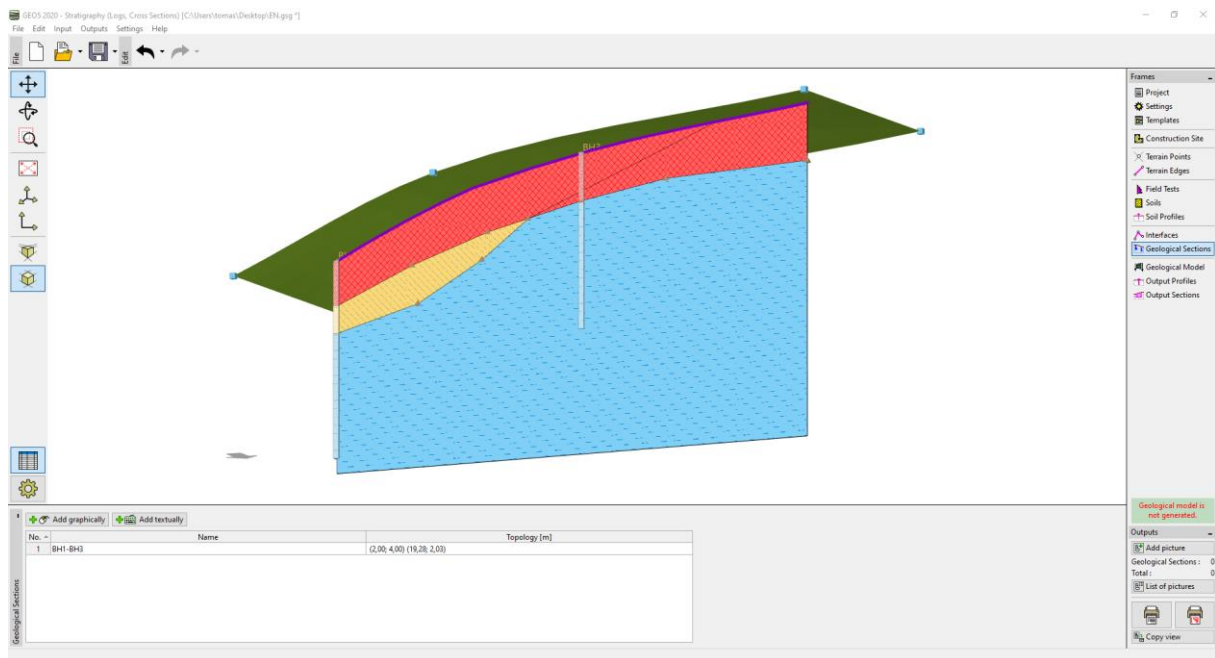 GEO5 2020 - Stratigraphy (Logs, Cross Sections) [C:\Users\tomas\Desktop\EN.gsg *]
File Edit Input Outputs Settings Help
File
Edit
Frames
Project
Settings
Templates
Construction Site
Terrain Points
Terrain Edges
Field Tests
Soils
Soil Profiles
Interfaces
Geological Sections
Geological Model
Output Profiles
Output Sections
BH2
Geological model is
not generated.
Outputs
Add picture
Geological Sections : 0
Total : 0
List of pictures
Copy view
Add graphically Add textually
No. Name Topology [m]
1 BH1-BH3 (2,00; 4,00) (19,28; 2,03)
Geological Sections